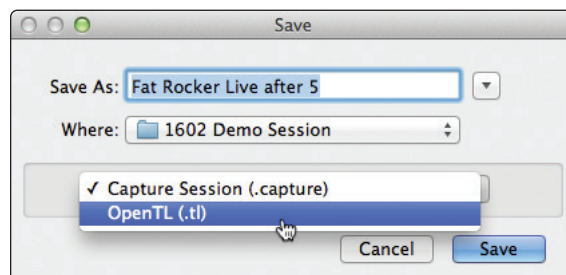 Save
Save As: Fat Rocker Live after 5
Where: 1602 Demo Session
✓ Capture Session (.capture)
OpenTL (.tl)
Cancel Save